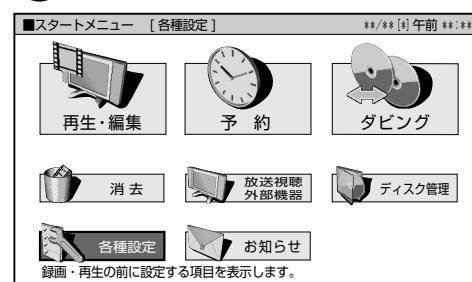 ■スタートメニュー [各種設定] **/** [*] 午前 **:**
再生・編集 予 約 ダビング
消 去 放送視聴 外部機器 ディスク管理
各種設定 お知らせ
録画・再生の前に設定する項目を表示します。